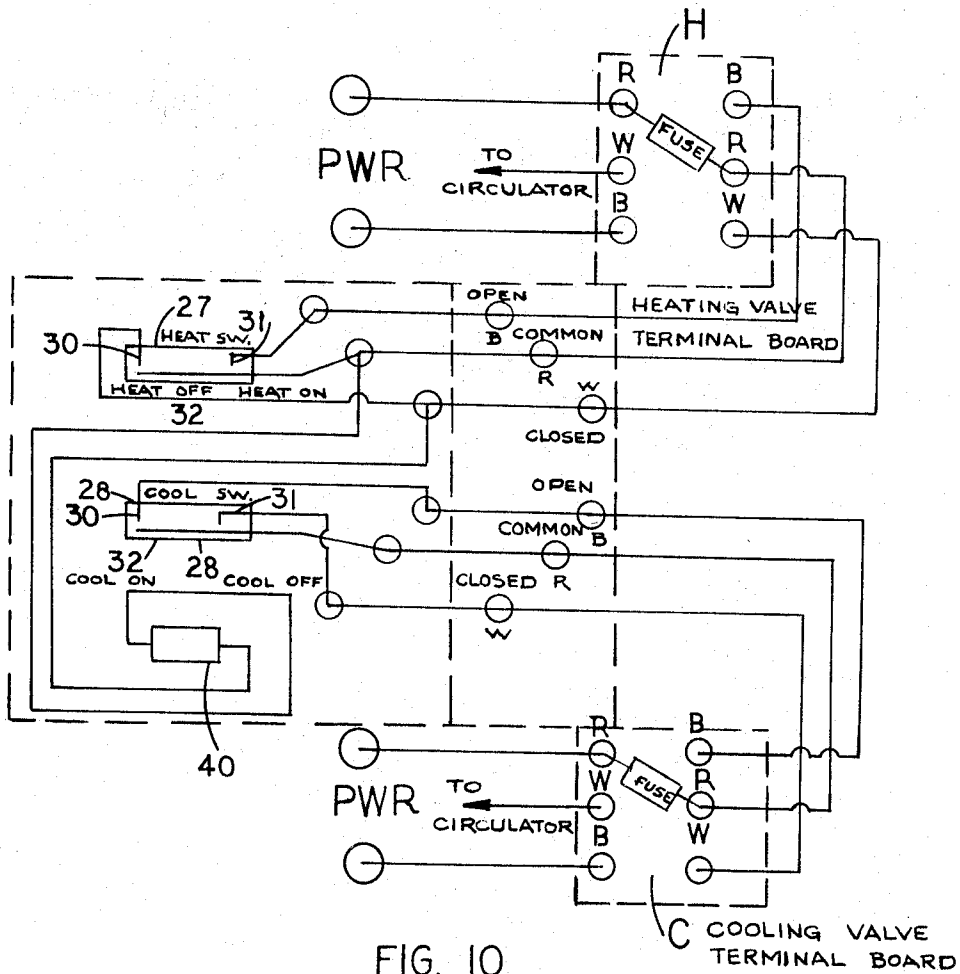 H
R
B
FUSE
PWR
TO
CIRCULATOR
W
R
B
W
27
HEAT SW.
31
30
HEAT OFF
HEAT ON
32
OPEN
B
COMMON
R
W
CLOSED
HEATING VALVE
TERMINAL BOARD
28
COOL SW.
31
30
32
28
COOL ON
COOL OFF
OPEN
B
COMMON
R
CLOSED
W
40
R
B
PWR
TO
CIRCULATOR
W
FUSE
R
B
W
C
COOLING VALVE
TERMINAL BOARD
FIG. 10